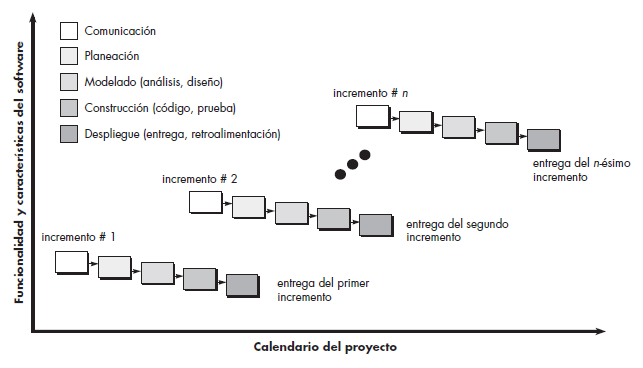 Comunicación
Planeación
Modelado (análisis, diseño)
Construcción (código, prueba)
Despliegue (entrega, retroalimentación)
Funcionalidad y características del software
incremento # n
entrega del n-ésimo
incremento
incremento # 2
entrega del segundo
incremento
incremento # 1
entrega del primer
incremento
Calendario del proyecto